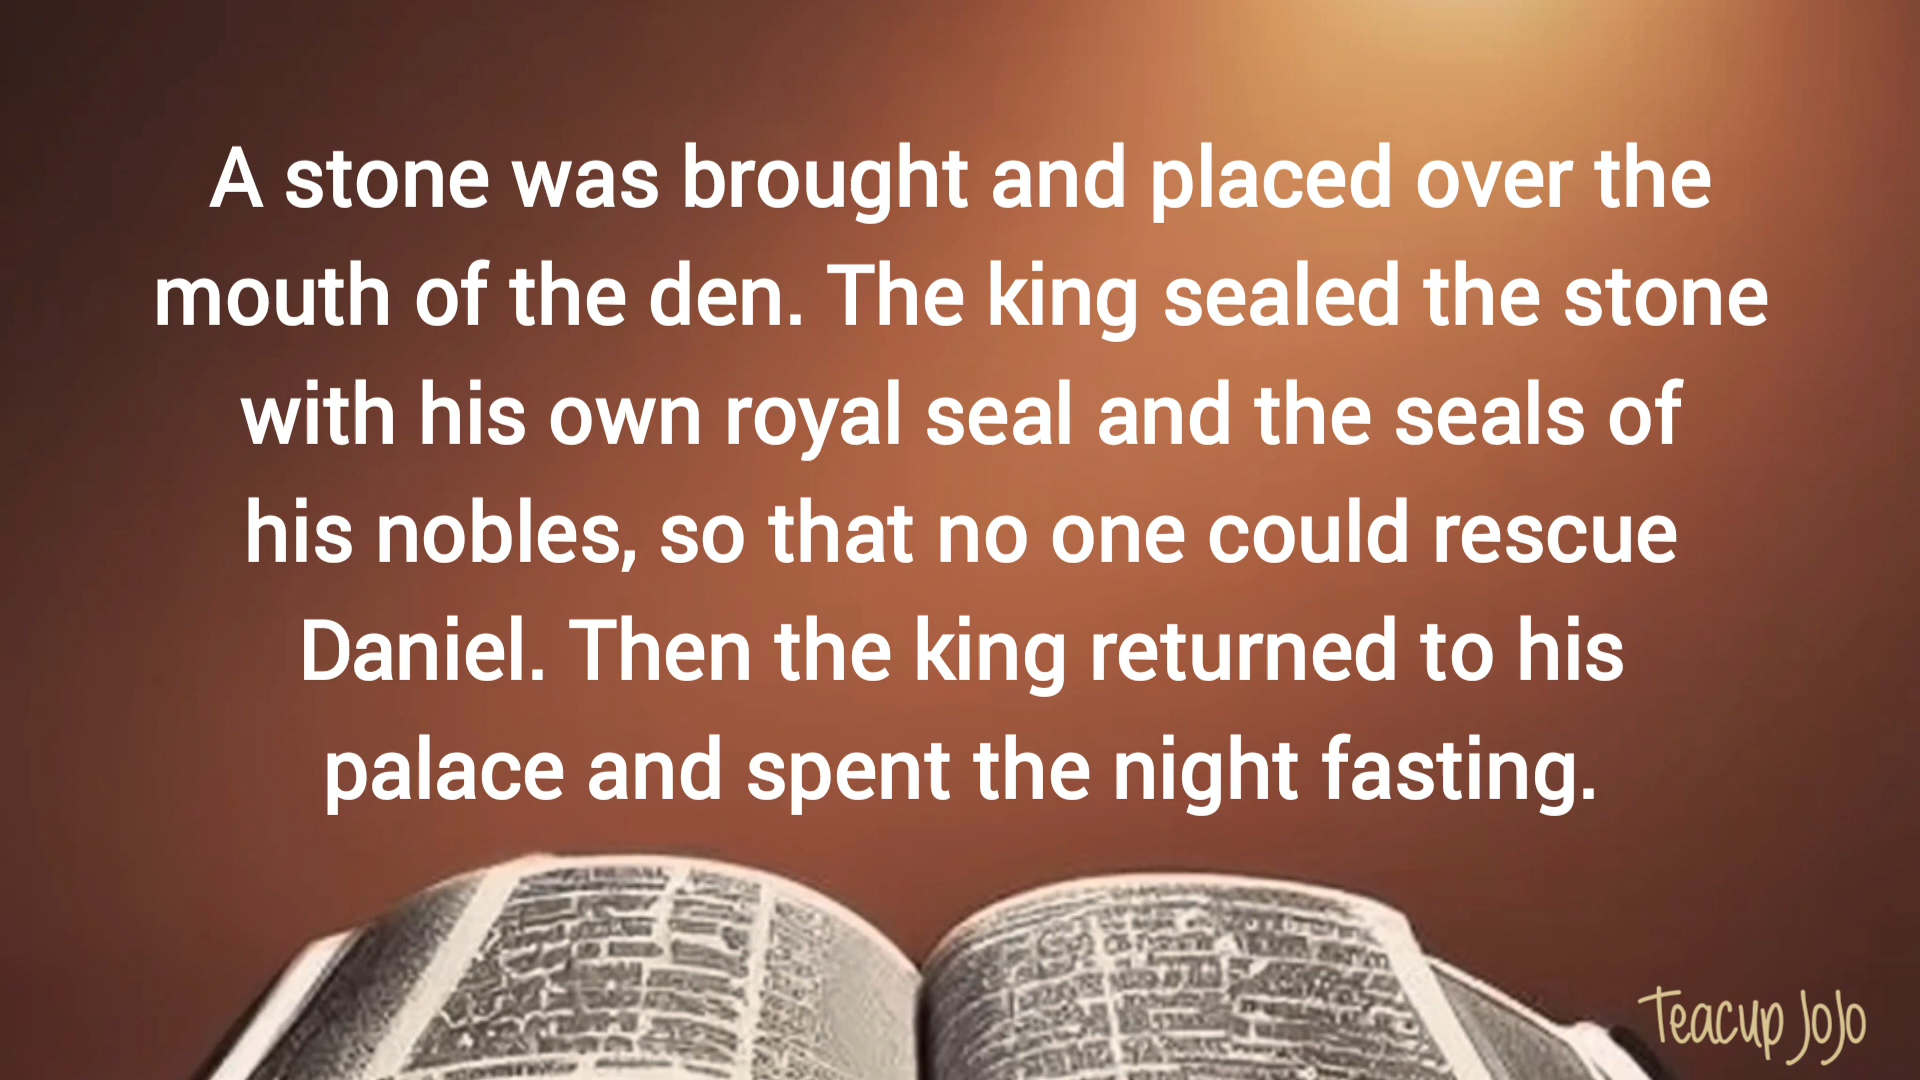 A stone was brought and placed over the
mouth of the den. The king sealed the stone
with his own royal seal and the seals of
his nobles, so that no one could rescue
Daniel. Then the king returned to his
palace and spent the night fasting.
Teacup JoJo